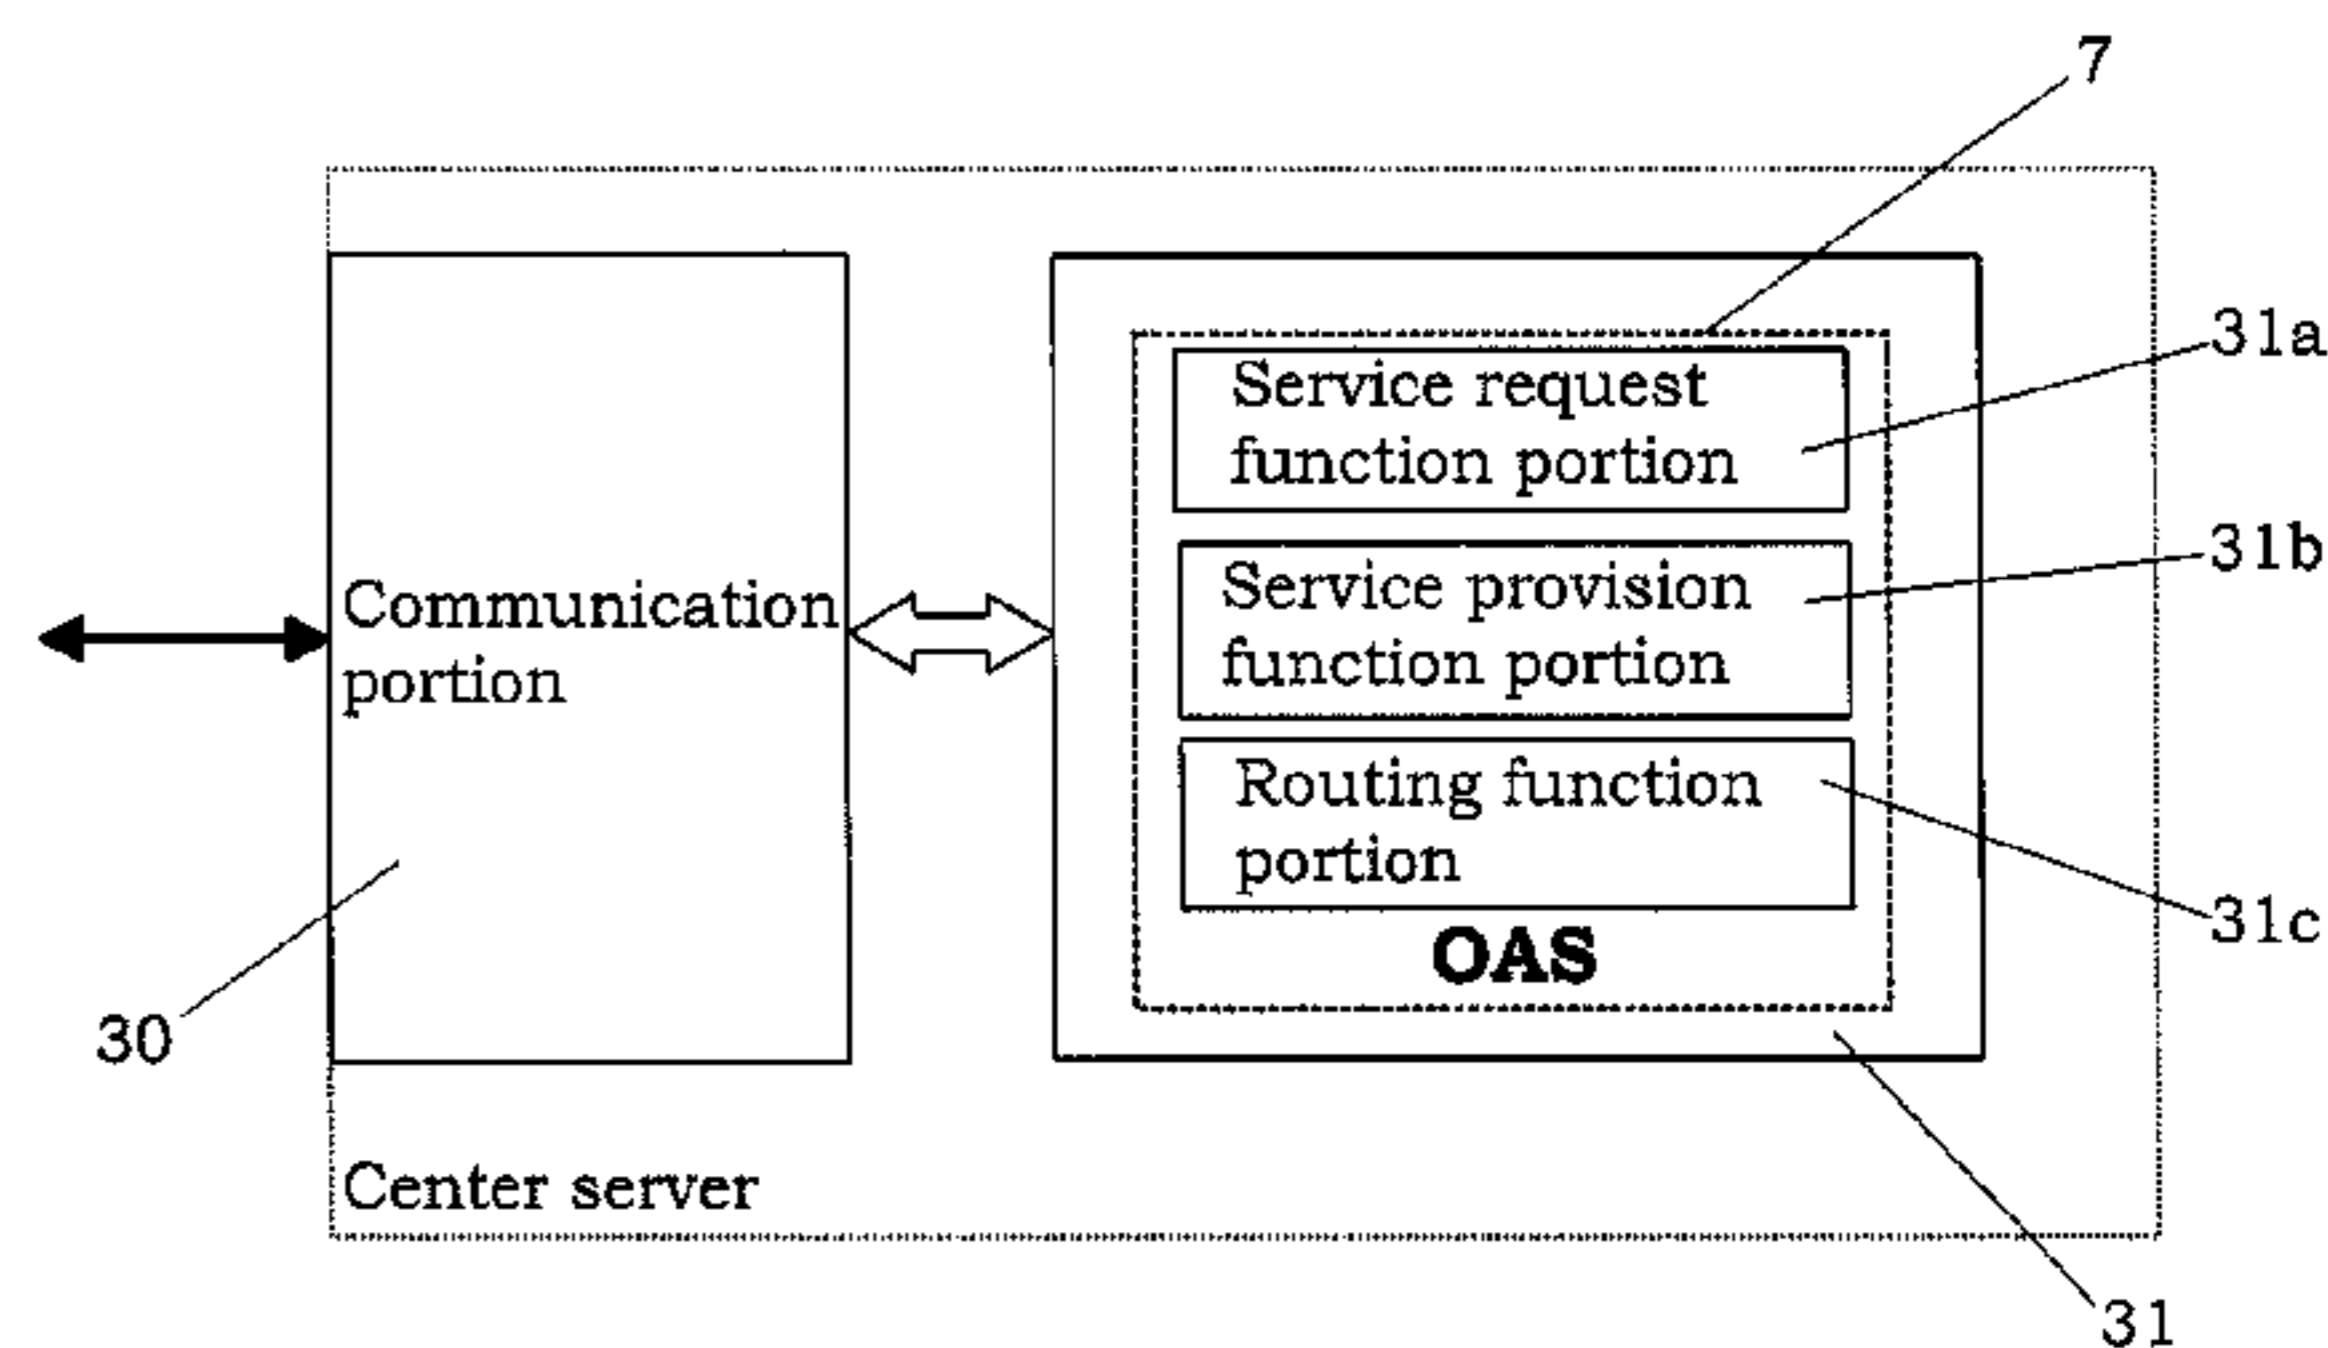 7
31a
Service request
function portion
31b
Service provision
function portion
Communication
portion
Routing function
portion
31c
OAS
30
Center server
31